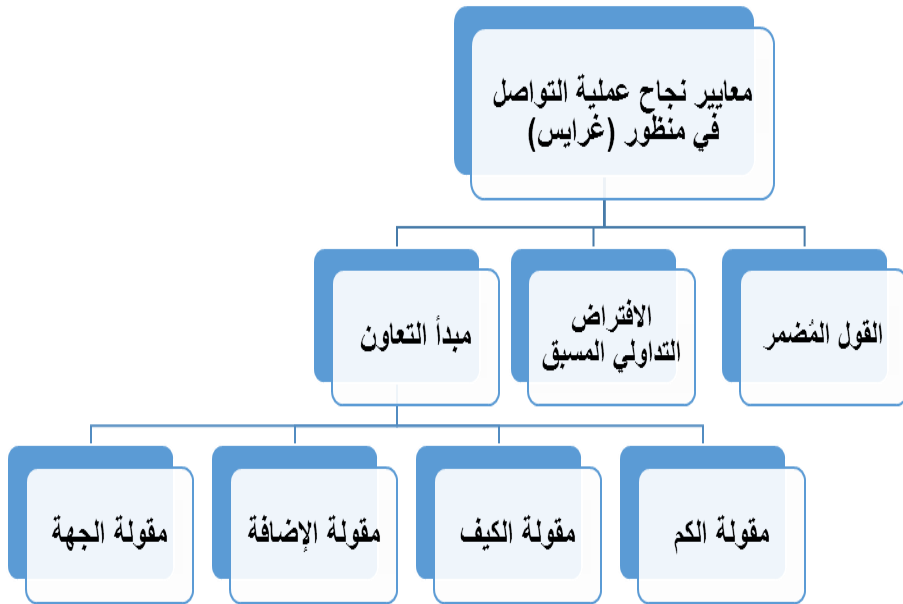 معايير نجاح عملية التواصل
في منظور (غرايس)
القول المُضمر
الافتراض
التداولي المسبق
مبدأ التعاون
مقولة الكم
مقولة الكيف
مقولة الإضافة
مقولة الجهة